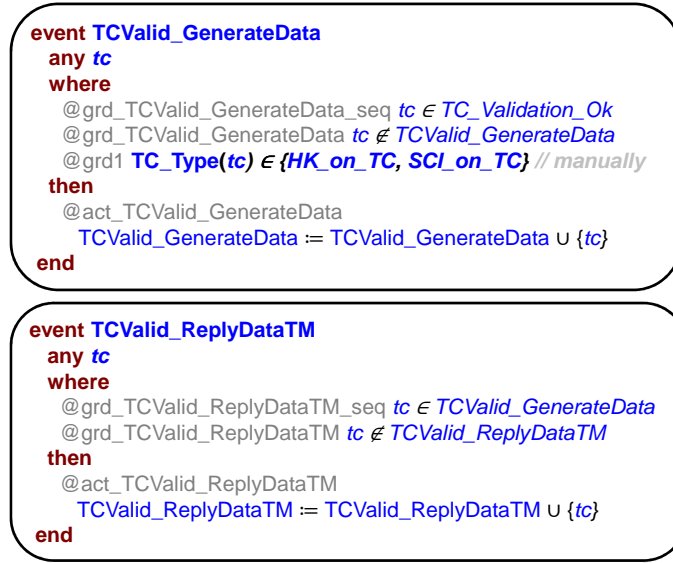 event TCValid_GenerateData
any tc
where
@grd_TCValid_GenerateData_seq tc ∈ TC_Validation_Ok
@grd_TCValid_GenerateData tc ∉ TCValid_GenerateData
@grd1 TC_Type(tc) ∈ {HK_on_TC, SCI_on_TC} // manually
then
@act_TCValid_GenerateData
TCValid_GenerateData ≔ TCValid_GenerateData ∪ {tc}
end
event TCValid_ReplyDataTM
any tc
where
@grd_TCValid_ReplyDataTM_seq tc ∈ TCValid_GenerateData
@grd_TCValid_ReplyDataTM tc ∉ TCValid_ReplyDataTM
then
@act_TCValid_ReplyDataTM
TCValid_ReplyDataTM ≔ TCValid_ReplyDataTM ∪ {tc}
end